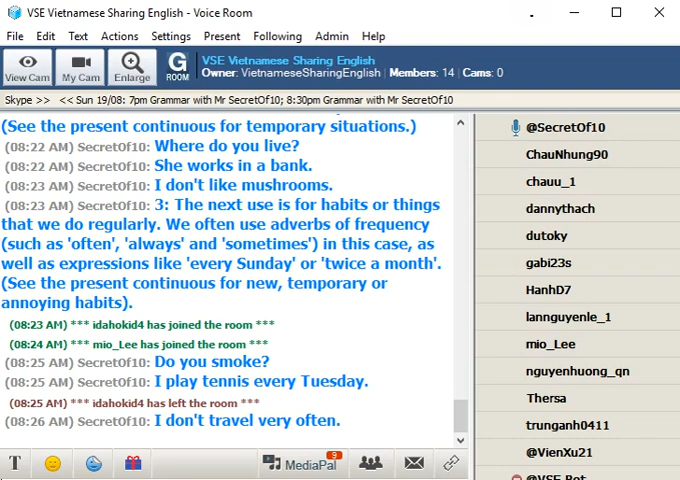 VSE Vietnamese Sharing English - Voice Room
File Edit Text Actions Settings Present Following Admin Help
View Cam
My Cam
Enlarge
G
ROOM
VSE Vietnamese Sharing English
Owner: VietnameseSharingEnglish Members: 14 Cams: 0
Skype >> << Sun 19/08: 7pm Grammar with Mr SecretOf10; 8:30pm Grammar with Mr SecretOf10
(See the present continuous for temporary situations.)
(08:22 AM) SecretOf10: Where do you live?
(08:22 AM) SecretOf10: She works in a bank.
(08:23 AM) SecretOf10: I don't like mushrooms.
(08:23 AM) SecretOf10: 3: The next use is for habits or things
that we do regularly. We often use adverbs of frequency
(such as 'often', 'always' and 'sometimes') in this case, as
well as expressions like 'every Sunday' or 'twice a month'.
(See the present continuous for new, temporary or
annoying habits).
(08:23 AM) *** idahokid4 has joined the room ***
(08:24 AM) *** mio_Lee has joined the room ***
(08:25 AM) SecretOf10: Do you smoke?
(08:25 AM) SecretOf10: I play tennis every Tuesday.
(08:25 AM) *** idahokid4 has left the room ***
(08:26 AM) SecretOf10: I don't travel very often.
T
MediaPal
9
@SecretOf10
ChauNhung90
chauu_1
dannythach
dutoky
gabi23s
HanhD7
lannguyenle_1
mio_Lee
nguyenhuong_qn
Thersa
trunganh0411
@VienXu21
@VSE Bot